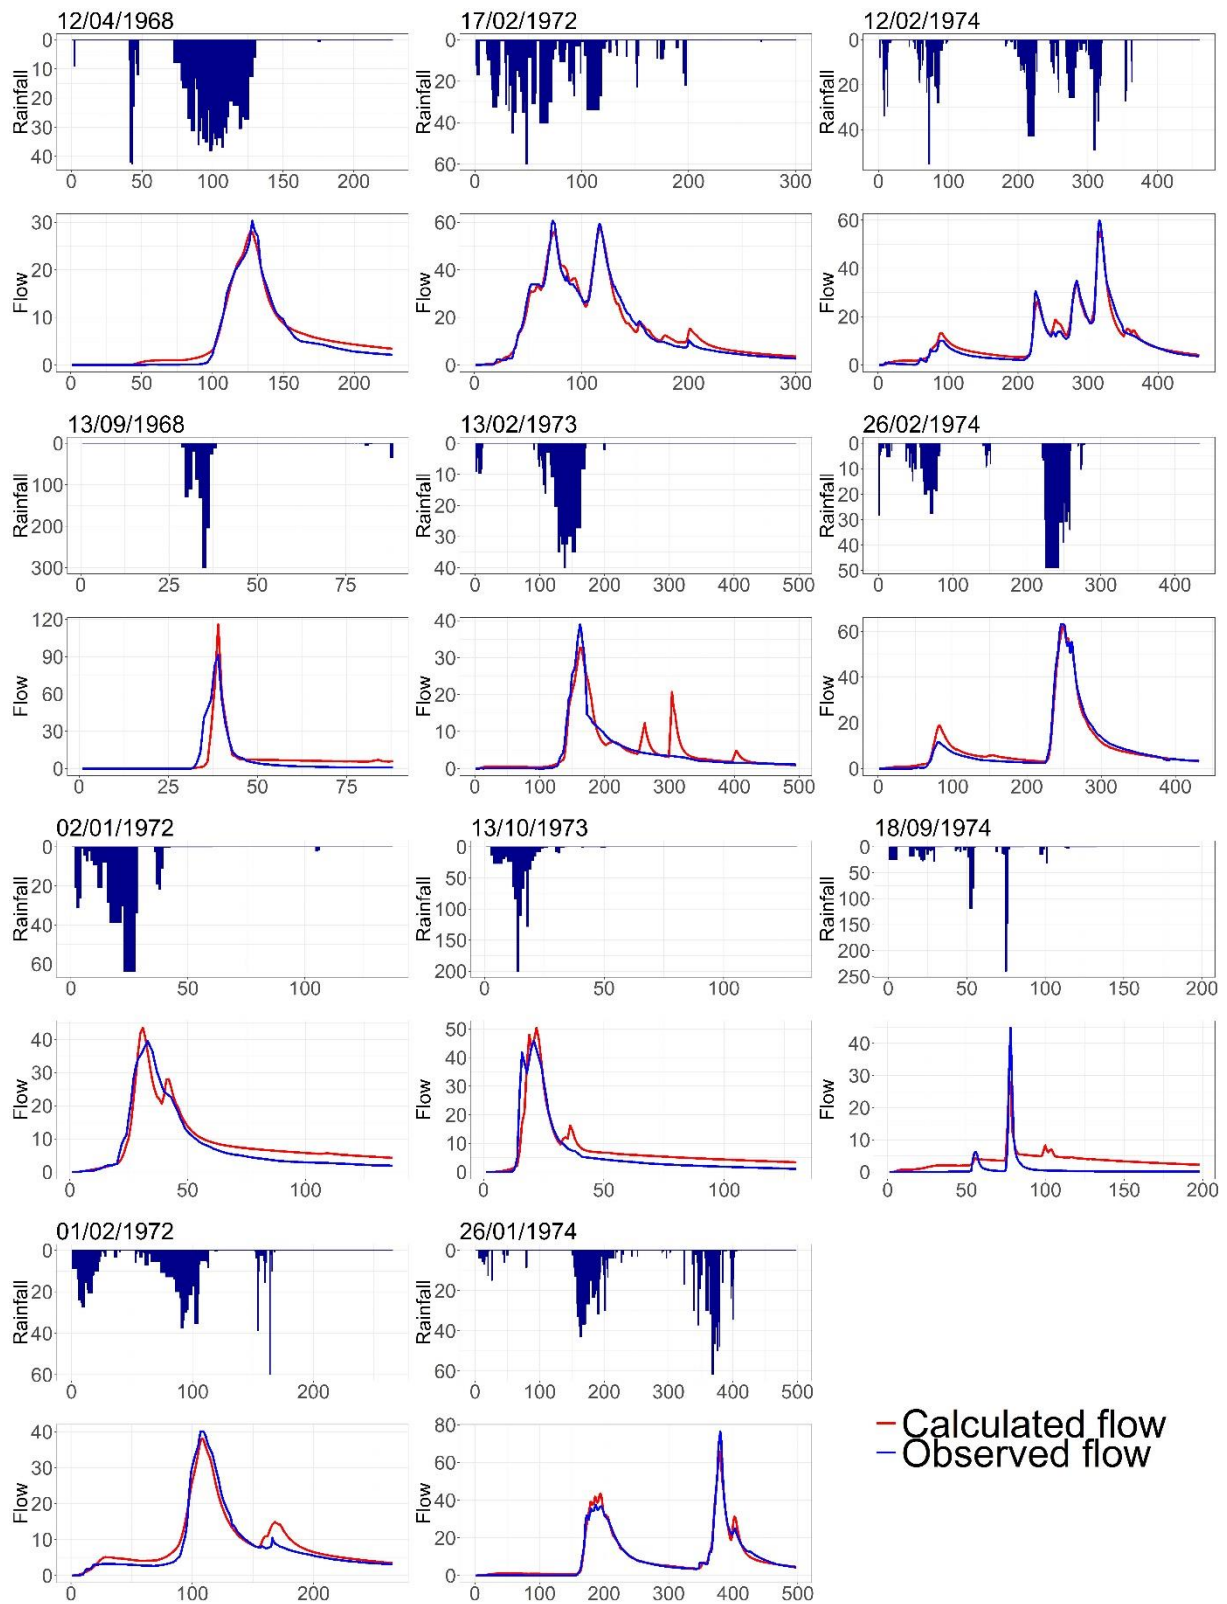 12/04/1968
Rainfall
0
10
20
30
40
0 50 100 150 200
Flow
30
20
10
0
0 50 100 150 200
17/02/1972
Rainfall
0
20
40
60
0 100 200 300
Flow
60
40
20
0
0 100 200 300
12/02/1974
Rainfall
0
20
40
0 100 200 300 400
Flow
60
40
20
0
0 100 200 300 400
13/09/1968
Rainfall
0
100
200
300
0 25 50 75
Flow
120
90
60
30
0
0 25 50 75
13/02/1973
Rainfall
0
10
20
30
40
0 100 200 300 400 500
Flow
40
30
20
10
0
0 100 200 300 400 500
26/02/1974
Rainfall
0
10
20
30
40
50
0 100 200 300 400
Flow
60
40
20
0
0 100 200 300 400
02/01/1972
Rainfall
0
20
40
60
0 50 100
Flow
40
30
20
10
0
0 50 100
13/10/1973
Rainfall
0
50
100
150
200
0 50 100
Flow
50
40
30
20
10
0
0 50 100
18/09/1974
Rainfall
0
50
100
150
200
250
0 50 100 150 200
Flow
40
30
20
10
0
0 50 100 150 200
01/02/1972
Rainfall
0
20
40
60
0 100 200
Flow
40
30
20
10
0
0 100 200
26/01/1974
Rainfall
0
20
40
60
0 100 200 300 400 500
Flow
80
60
40
20
0
0 100 200 300 400 500
Calculated flow
Observed flow